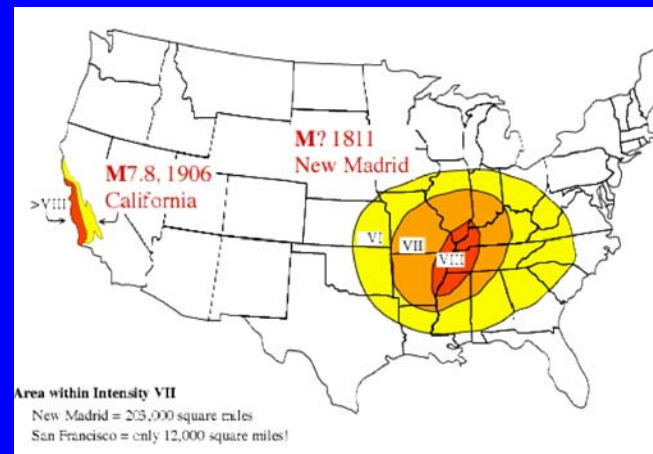 M? 1811
New Madrid
M7.8, 1906
California
>VIII
VI
VII
VIII
Area within Intensity VII
New Madrid = 203,000 square miles
San Francisco = only 12,000 square miles!